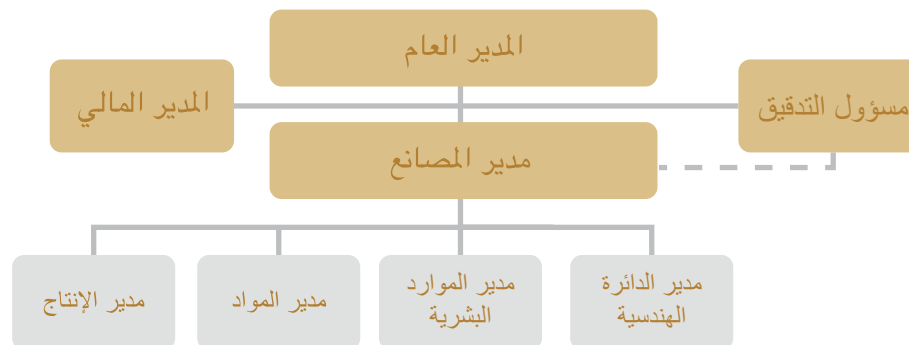 المدير العام
مسؤول التدقيق
المدير المالي
مدير المصانع
مدير الدائرة
الهندسية
مدير الموارد
البشرية
مدير المواد
مدير الإنتاج